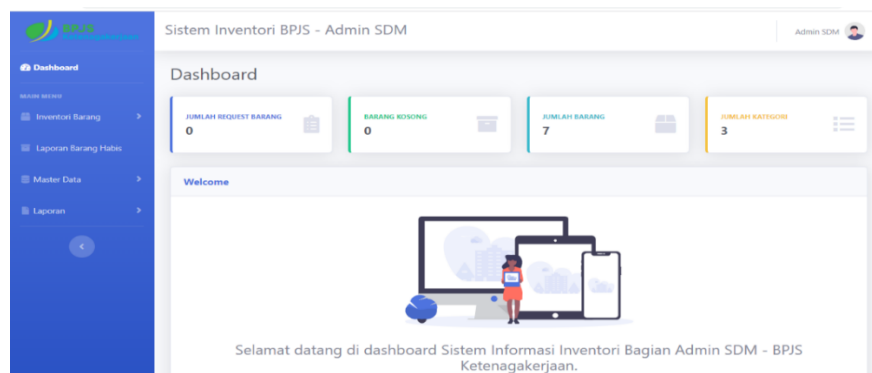 BPJS
Ketenagakerjaan
Sistem Inventori BPJS - Admin SDM
Admin SDM
Dashboard
MAIN MENU
Inventori Barang
Laporan Barang Habis
Master Data
Laporan
Dashboard
JUMLAH REQUEST BARANG
0
BARANG KOSONG
0
JUMLAH BARANG
7
JUMLAH KATEGORI
3
Welcome
Selamat datang di dashboard Sistem Informasi Inventori Bagian Admin SDM - BPJS
Ketenagakerjaan.